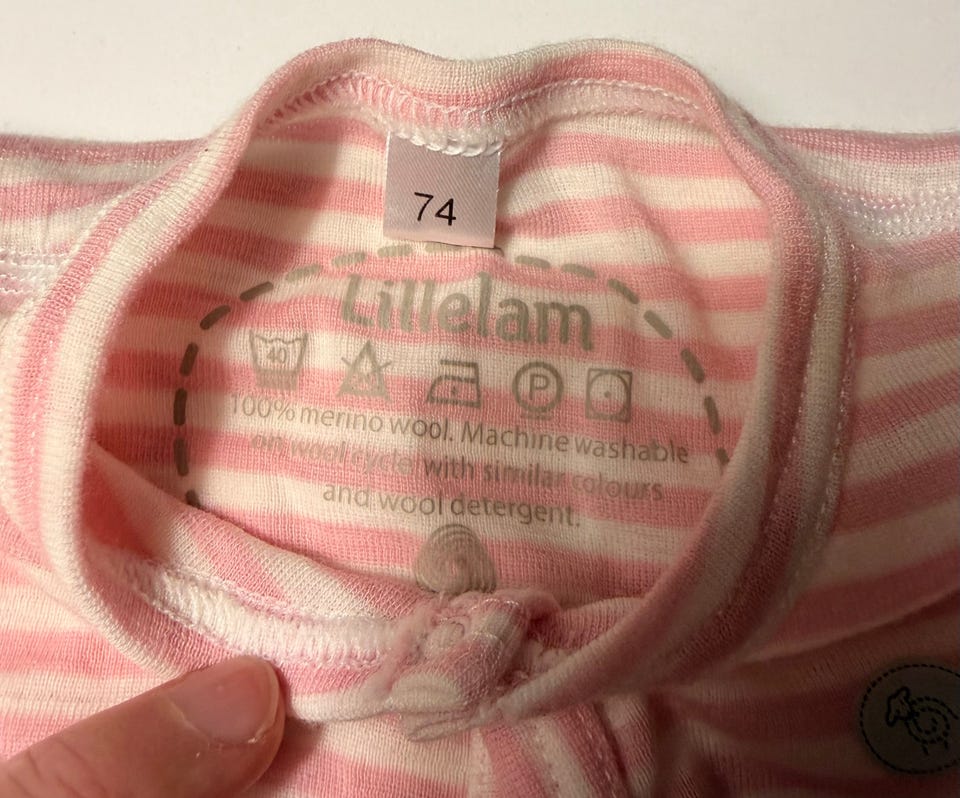 74
Lillelam
40
P
100% merino wool. Machine washable
on wool cycle with similar colours
and wool detergent.